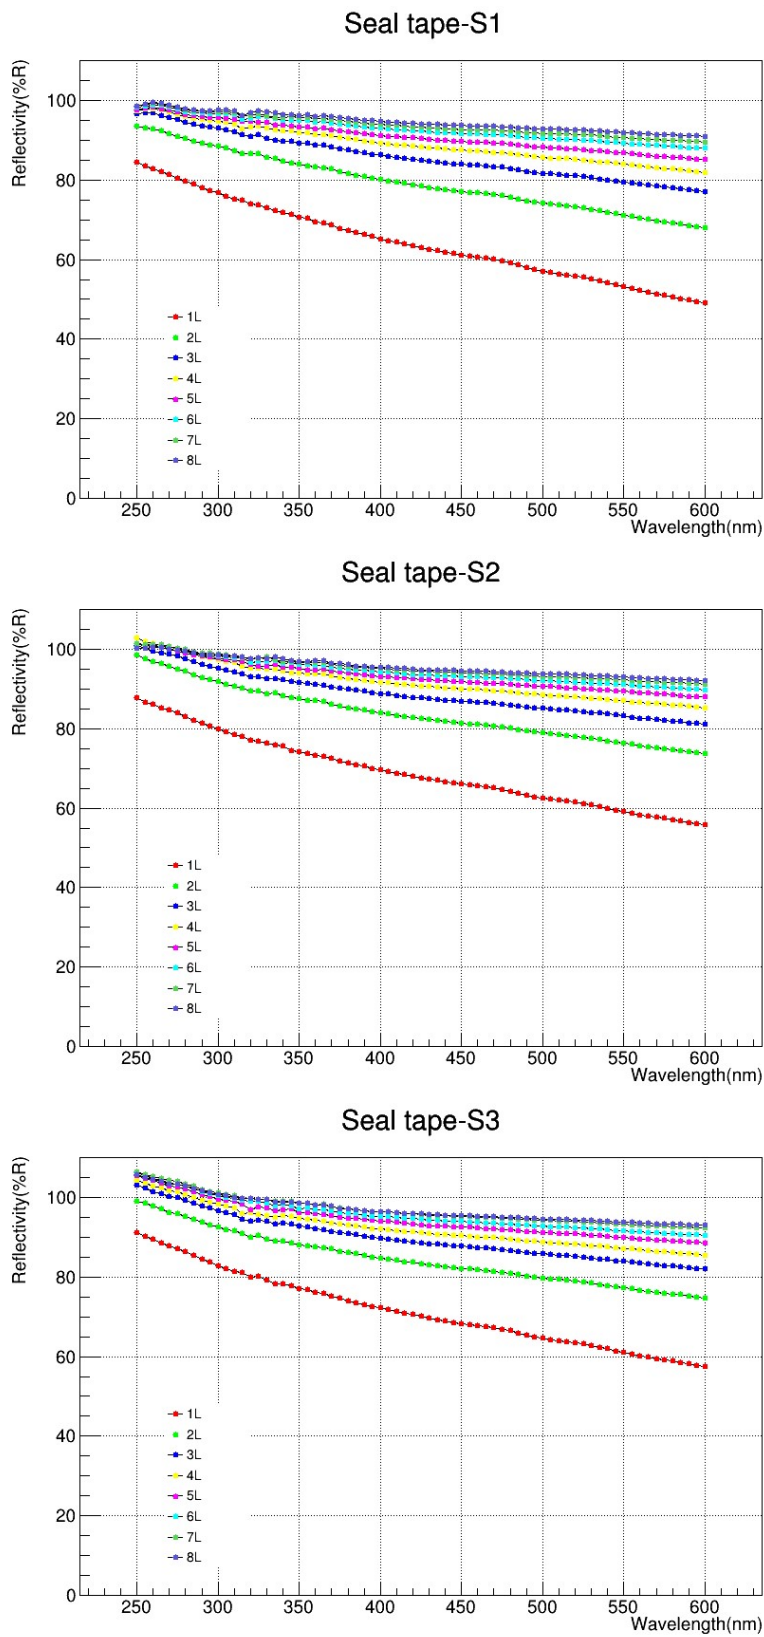 Seal tape-S1
Reflectivity(%R)
100
80
60
40
20
0
1L
2L
3L
4L
5L
6L
7L
8L
250 300 350 400 450 500 550 600
Wavelength(nm)
Seal tape-S2
Reflectivity(%R)
100
80
60
40
20
0
1L
2L
3L
4L
5L
6L
7L
8L
250 300 350 400 450 500 550 600
Wavelength(nm)
Seal tape-S3
Reflectivity(%R)
100
80
60
40
20
0
1L
2L
3L
4L
5L
6L
7L
8L
250 300 350 400 450 500 550 600
Wavelength(nm)